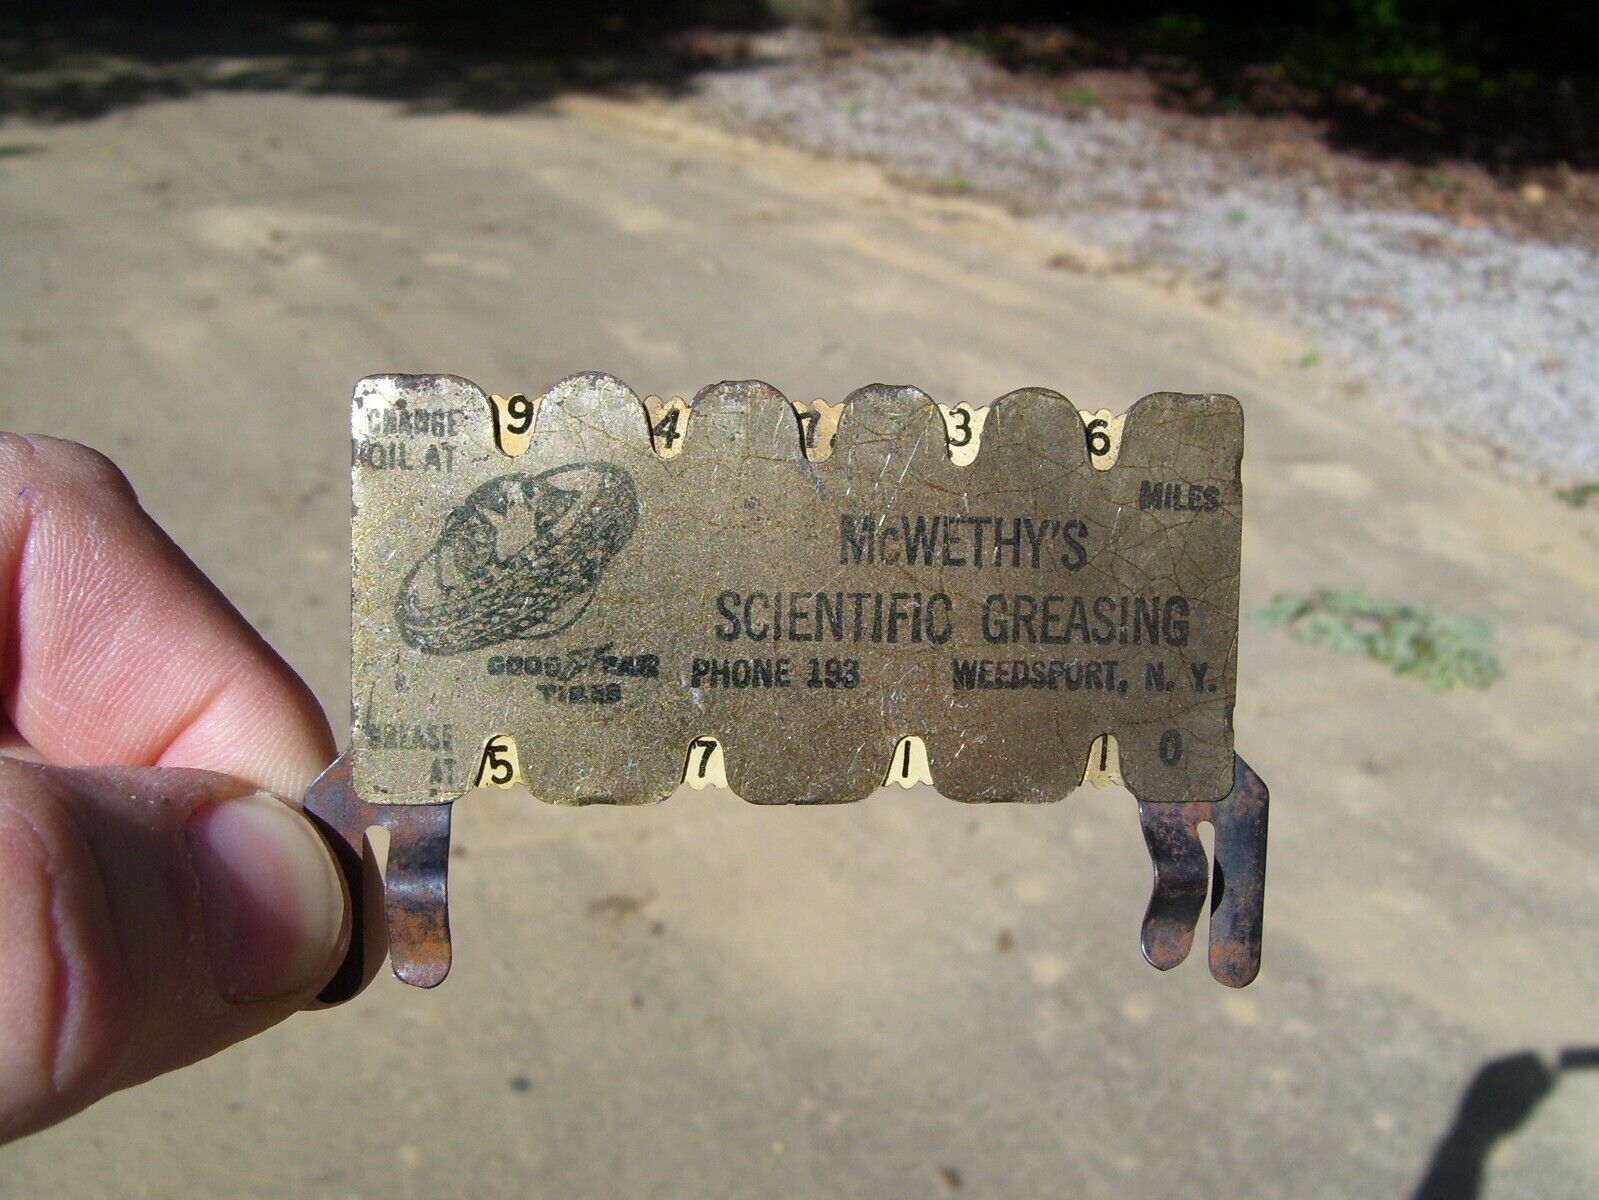 CHANGE 9 4 7 3 6
OIL AT
MILES
McWETHY'S
SCIENTIFIC GREASING
GOODYEAR PHONE 193 WEEDSPORT, N. Y.
TIRES
GREASE 5 7 1 1 0
AT